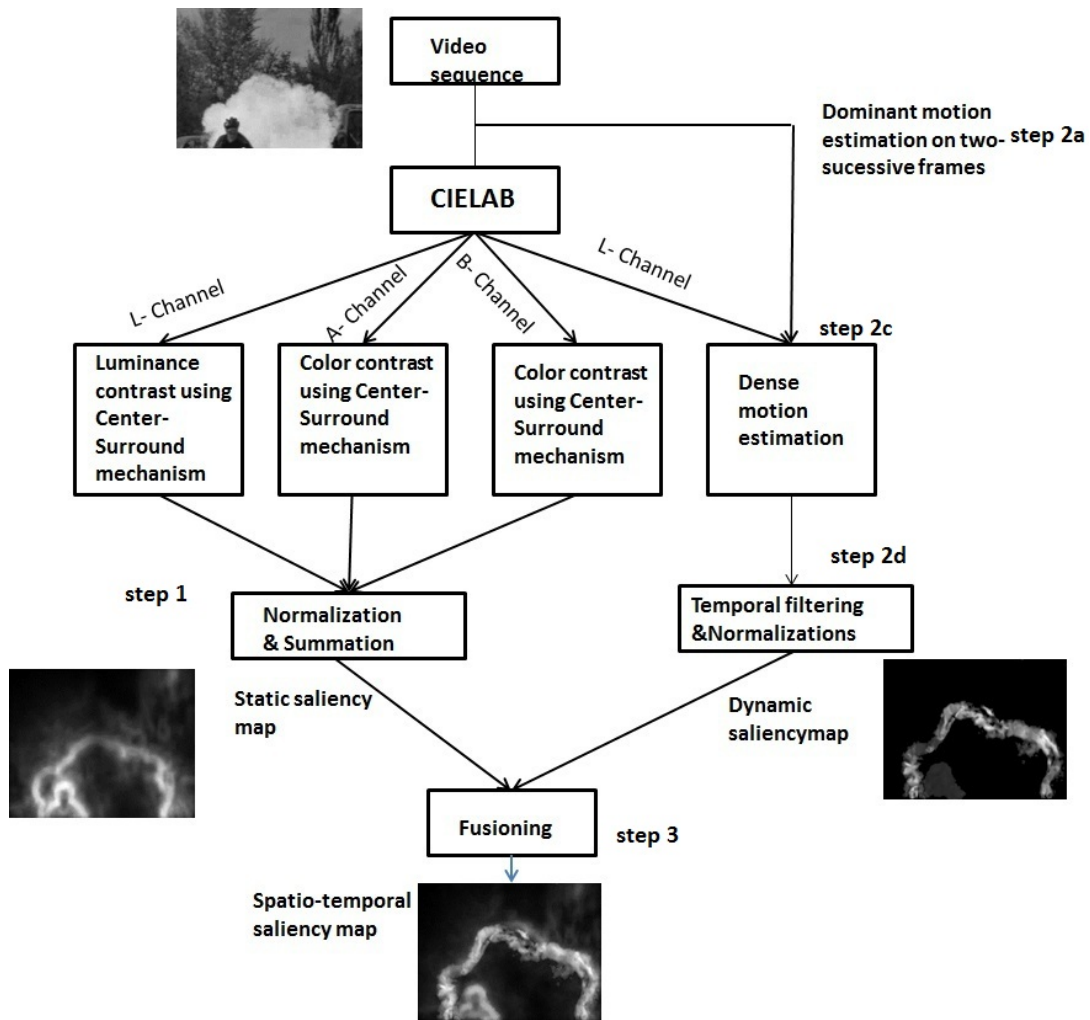 Video
sequence
Dominant motion
estimation on two-
sucessive frames
step 2a
CIELAB
L- Channel
A- Channel
B- Channel
L- Channel
step 2c
Luminance
contrast using
Center-
Surround
mechanism
Color contrast
using Center-
Surround
mechanism
Color contrast
using Center-
Surround
mechanism
Dense
motion
estimation
step 2d
step 1
Normalization
& Summation
Temporal filtering
&Normalizations
Static saliency
map
Dynamic
saliencymap
Fusioning
step 3
Spatio-temporal
saliency map